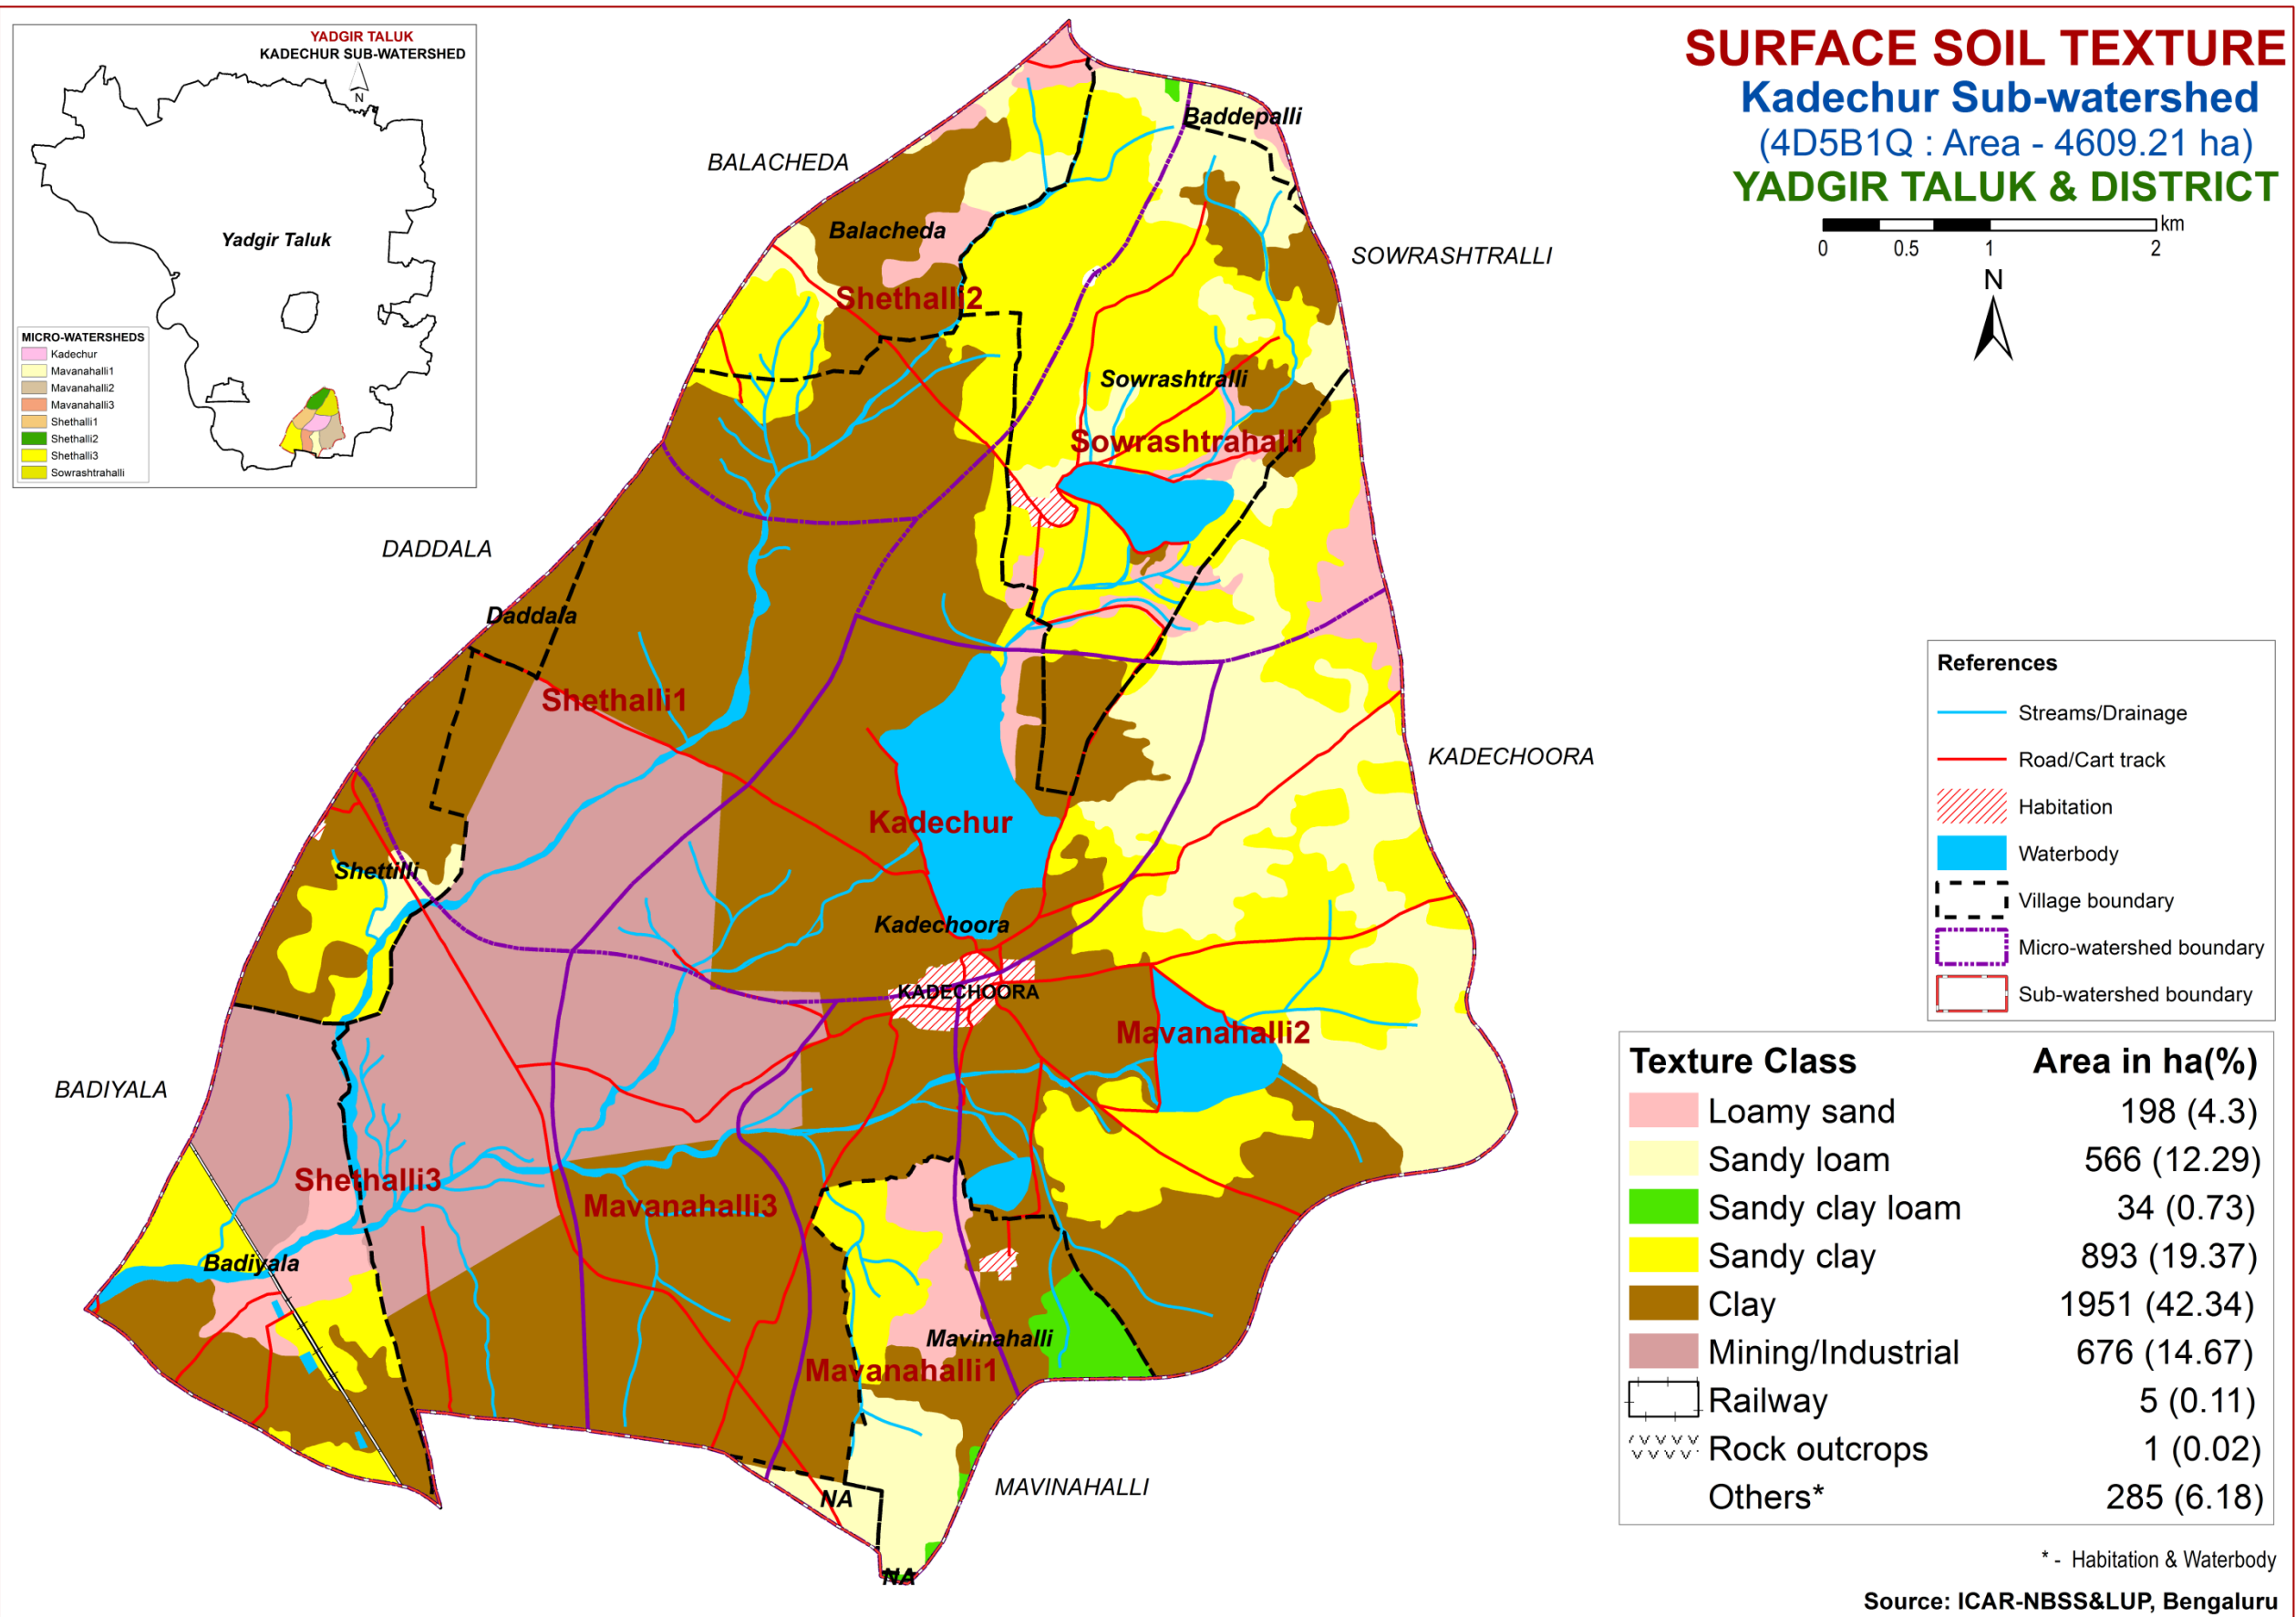 YADGIR TALUK
KADECHUR SUB-WATERSHED
N
Yadgir Taluk
MICRO-WATERSHEDS
Kadechur
Mavanahalli1
Mavanahalli2
Mavanahalli3
Shethalli1
Shethalli2
Shethalli3
Sowrashtrahalli
SURFACE SOIL TEXTURE
Kadechur Sub-watershed
(4D5B1Q : Area - 4609.21 ha)
YADGIR TALUK & DISTRICT
km
0 0.5 1 2
N
Baddepalli
BALACHEDA
Balacheda
SOWRASHTRALLI
Shethalli2
Sowrashtralli
Sowrashtrahalli
DADDALA
Daddala
Shethalli1
KADECHOORA
Kadechur
Shettilli
Kadechoora
KADECHOORA
Mavanahalli2
BADIYALA
Shethalli3
Mavanahalli3
Badiyala
Mavinahalli
Mavanahalli1
MAVINAHALLI
NA
NA
References
Streams/Drainage
Road/Cart track
Habitation
Waterbody
Village boundary
Micro-watershed boundary
Sub-watershed boundary
Texture Class Area in ha(%)
Loamy sand 198 (4.3)
Sandy loam 566 (12.29)
Sandy clay loam 34 (0.73)
Sandy clay 893 (19.37)
Clay 1951 (42.34)
Mining/Industrial 676 (14.67)
Railway 5 (0.11)
Rock outcrops 1 (0.02)
Others* 285 (6.18)
* - Habitation & Waterbody
Source: ICAR-NBSS&LUP, Bengaluru